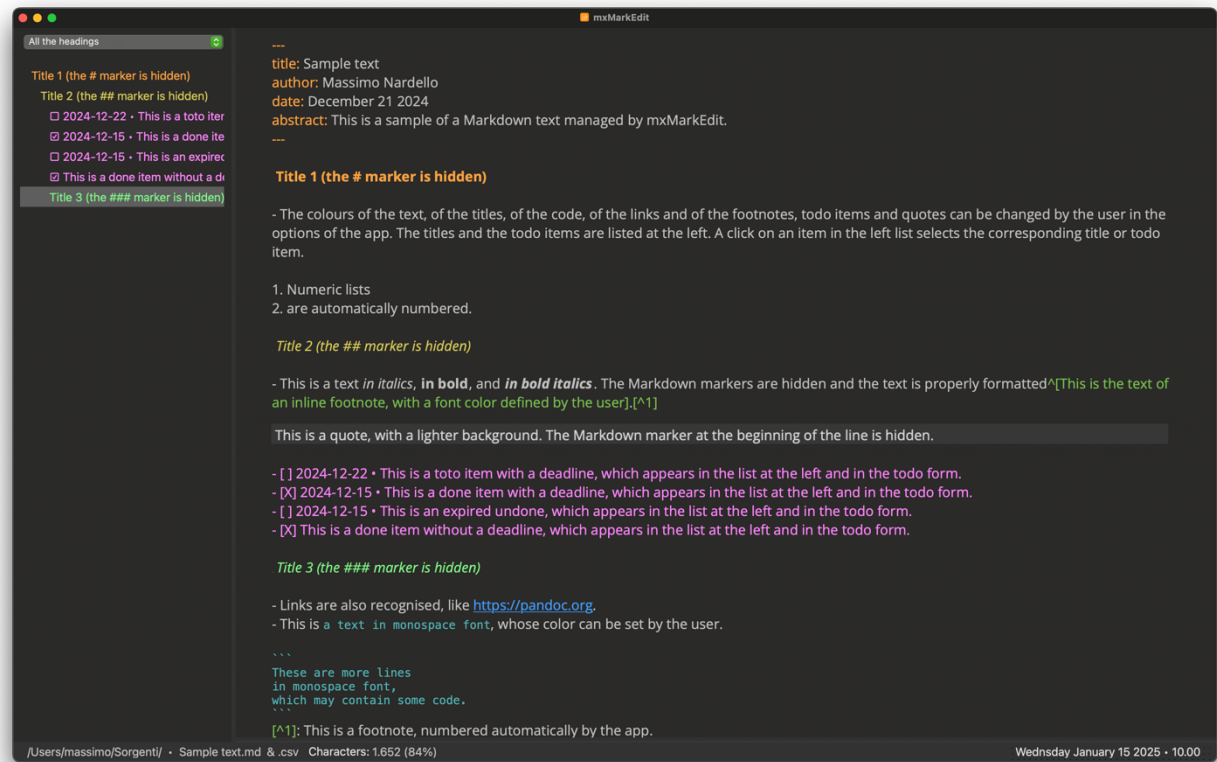 mxMarkEdit
All the headings
Title 1 (the # marker is hidden)
Title 2 (the ## marker is hidden)
☐ 2024-12-22 • This is a toto iter
☑ 2024-12-15 • This is a done ite
☐ 2024-12-15 • This is an expired
☑ This is a done item without a de
Title 3 (the ### marker is hidden)
---
title: Sample text
author: Massimo Nardello
date: December 21 2024
abstract: This is a sample of a Markdown text managed by mxMarkEdit.
---
Title 1 (the # marker is hidden)
- The colours of the text, of the titles, of the code, of the links and of the footnotes, todo items and quotes can be changed by the user in the
options of the app. The titles and the todo items are listed at the left. A click on an item in the left list selects the corresponding title or todo
item.
1. Numeric lists
2. are automatically numbered.
Title 2 (the ## marker is hidden)
- This is a text in italics, in bold, and in bold italics. The Markdown markers are hidden and the text is properly formatted^[This is the text of
an inline footnote, with a font color defined by the user].[^1]
This is a quote, with a lighter background. The Markdown marker at the beginning of the line is hidden.
- [ ] 2024-12-22 • This is a toto item with a deadline, which appears in the list at the left and in the todo form.
- [X] 2024-12-15 • This is a done item with a deadline, which appears in the list at the left and in the todo form.
- [ ] 2024-12-15 • This is an expired undone, which appears in the list at the left and in the todo form.
- [X] This is a done item without a deadline, which appears in the list at the left and in the todo form.
Title 3 (the ### marker is hidden)
- Links are also recognised, like https://pandoc.org.
- This is a text in monospace font, whose color can be set by the user.
```
These are more lines
in monospace font,
which may contain some code.
```
[^1]: This is a footnote, numbered automatically by the app.
/Users/massimo/Sorgenti/ • Sample text.md & .csv Characters: 1.652 (84%)
Wednsday January 15 2025 • 10.00